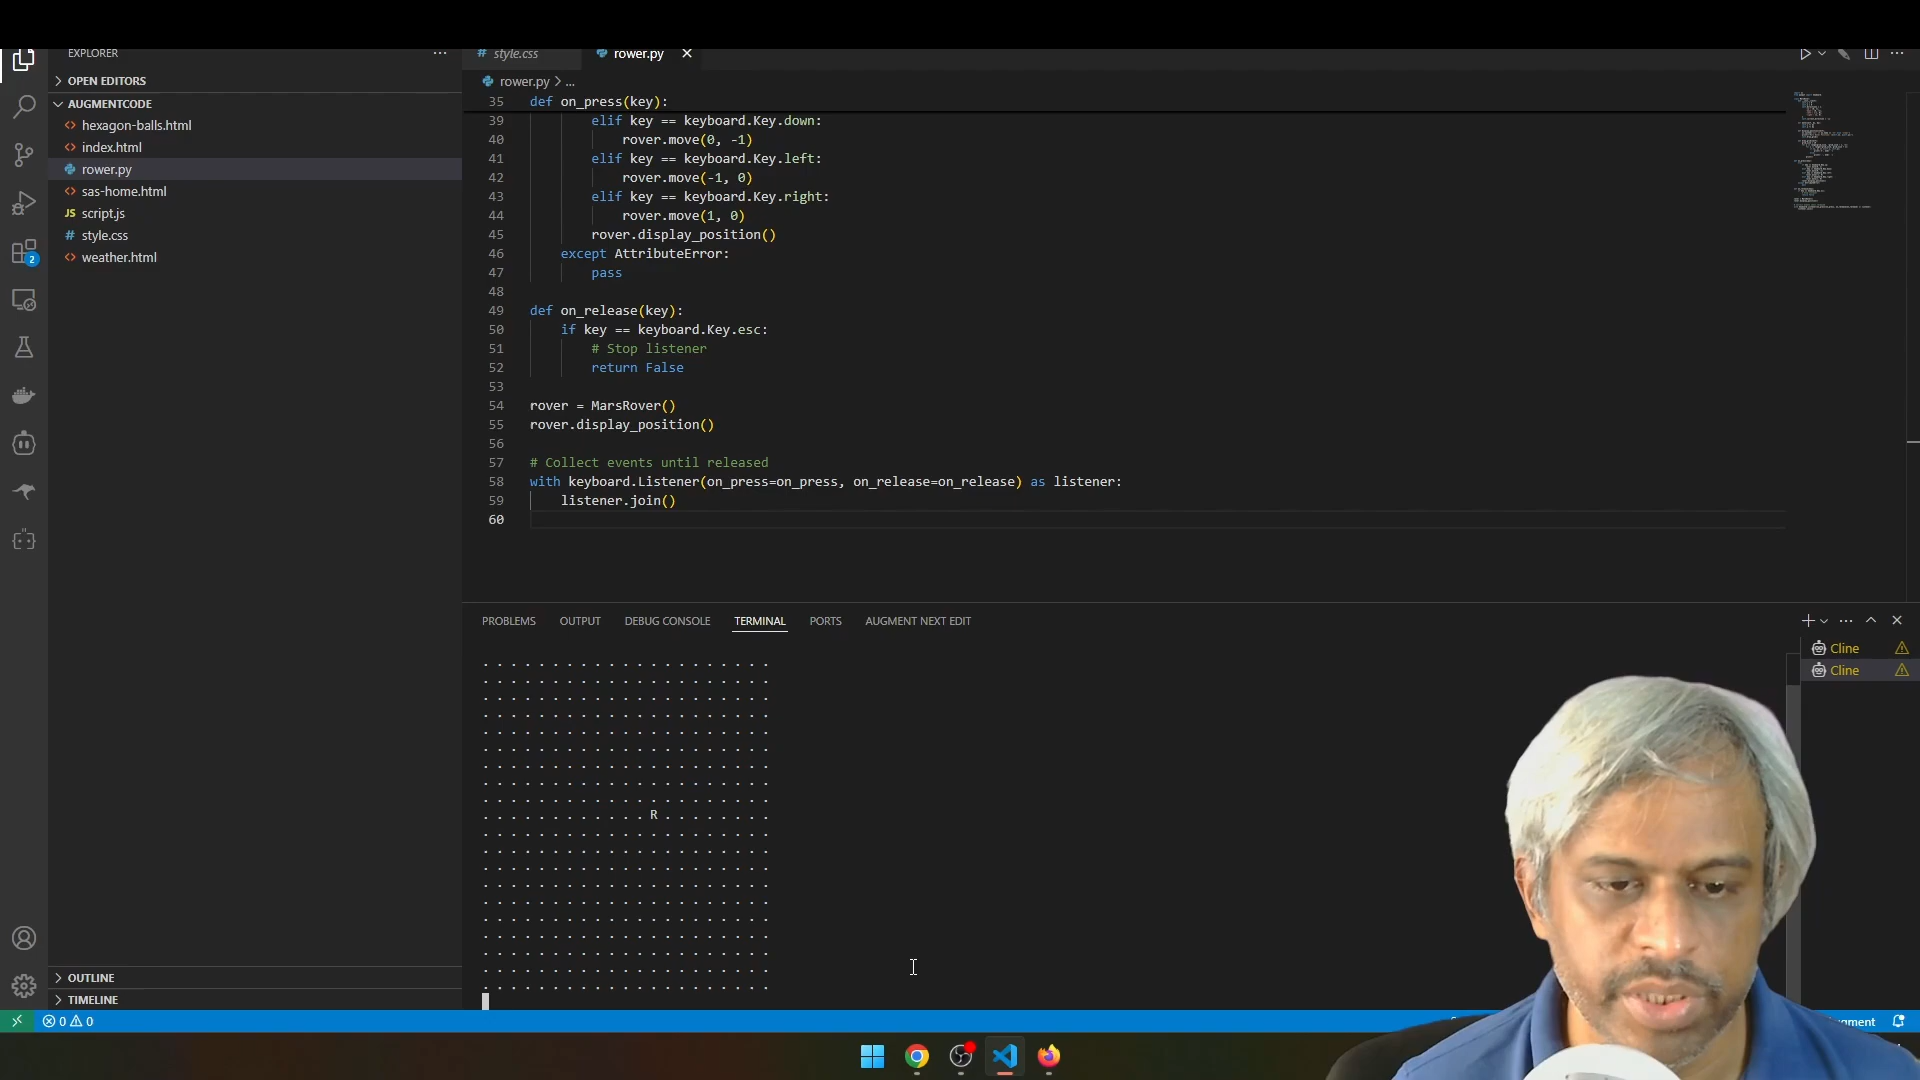 EXPLORER
OPEN EDITORS
AUGMENTCODE
hexagon-balls.html
index.html
rower.py
sas-home.html
JS script.js
# style.css
weather.html
OUTLINE
TIMELINE
# style.css
rower.py
rower.py > ...
35 def on_press(key):
39 elif key == keyboard.Key.down:
40 rover.move(0, -1)
41 elif key == keyboard.Key.left:
42 rover.move(-1, 0)
43 elif key == keyboard.Key.right:
44 rover.move(1, 0)
45 rover.display_position()
46 except AttributeError:
47 pass
48
49 def on_release(key):
50 if key == keyboard.Key.esc:
51 # Stop listener
52 return False
53
54 rover = MarsRover()
55 rover.display_position()
56
57 # Collect events until released
58 with keyboard.Listener(on_press=on_press, on_release=on_release) as listener:
59 listener.join()
60
PROBLEMS OUTPUT DEBUG CONSOLE TERMINAL PORTS AUGMENT NEXT EDIT
Cline
Cline
. . . . . . . . . . . . . . . . . . . . .
. . . . . . . . . . . . . . . . . . . . .
. . . . . . . . . . . . . . . . . . . . .
. . . . . . . . . . . . . . . . . . . . .
. . . . . . . . . . . . . . . . . . . . .
. . . . . . . . . . . . . . . . . . . . .
. . . . . . . . . . . . . . . . . . . . .
. . . . . . . . . . . . . . . . . . . . .
. . . . . . . . . . . . . . . . . . . . .
. . . . . . . . . . . . R . . . . . . . .
. . . . . . . . . . . . . . . . . . . . .
. . . . . . . . . . . . . . . . . . . . .
. . . . . . . . . . . . . . . . . . . . .
. . . . . . . . . . . . . . . . . . . . .
. . . . . . . . . . . . . . . . . . . . .
. . . . . . . . . . . . . . . . . . . . .
. . . . . . . . . . . . . . . . . . . . .
. . . . . . . . . . . . . . . . . . . . .
. . . . . . . . . . . . . . . . . . . . .
. . . . . . . . . . . . . . . . . . . . .
2
0 0